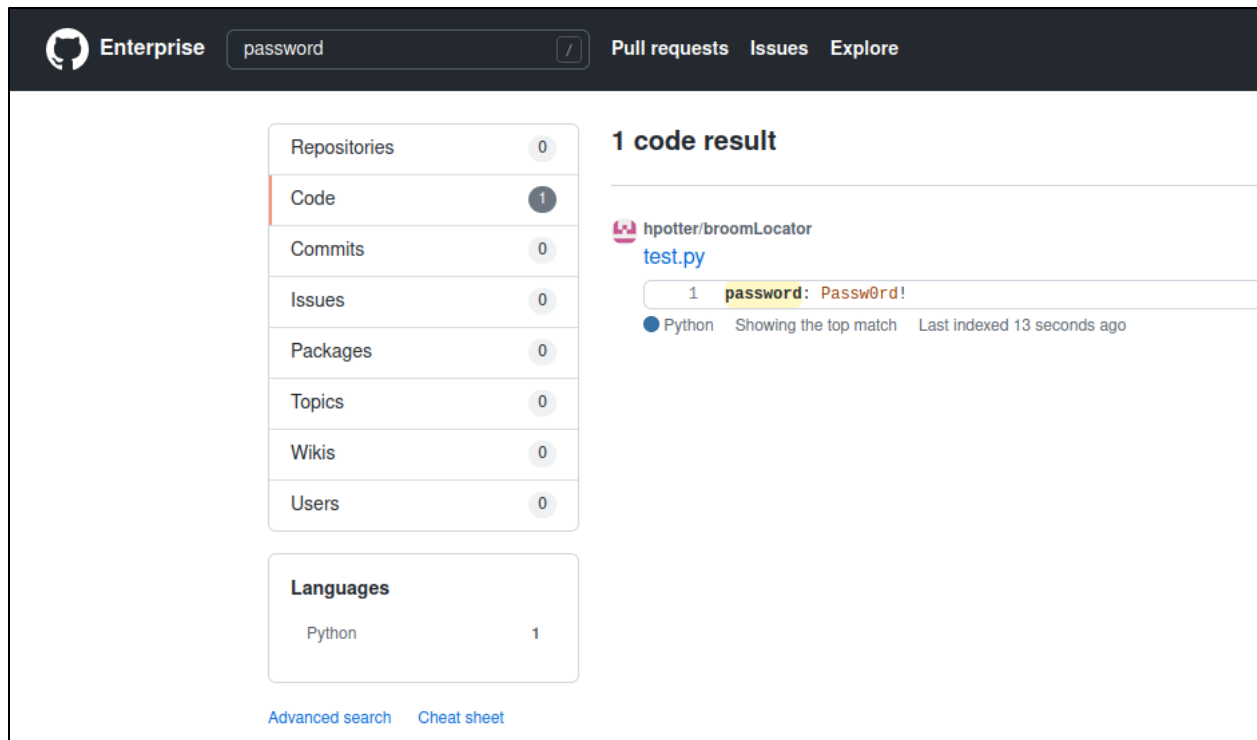 Enterprise password / Pull requests Issues Explore
Repositories 0
Code 1
Commits 0
Issues 0
Packages 0
Topics 0
Wikis 0
Users 0
Languages
Python 1
Advanced search Cheat sheet
1 code result
hpotter/broomLocator
test.py
1 password: Passw0rd!
Python Showing the top match Last indexed 13 seconds ago